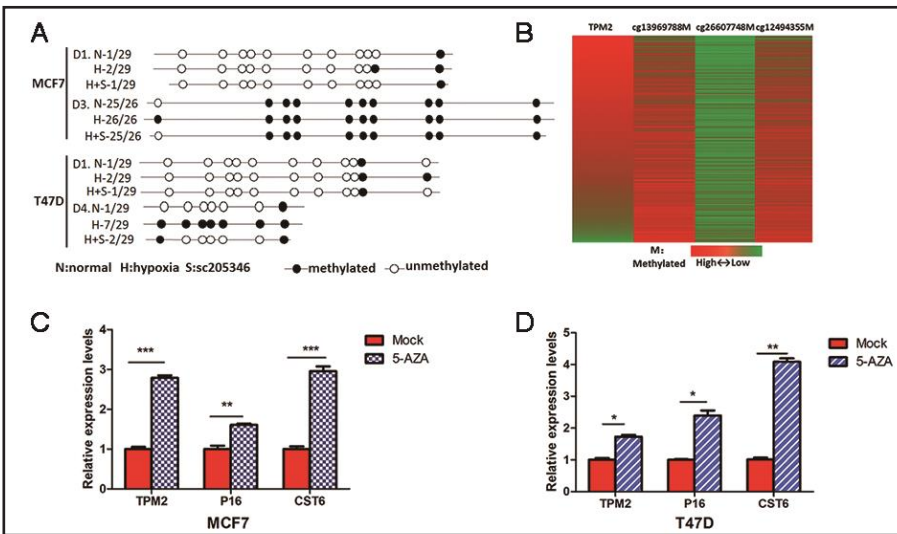 A
MCF7
D1. N-1/29
H-2/29
H+S-1/29
D3. N-25/26
H-26/26
H+S-25/26
T47D
D1. N-1/29
H-2/29
H+S-1/29
D4.N-1/29
H-7/29
H+S-2/29
N:normal H:hypoxia S:sc205346 methylated unmethylated
B
TPM2 cg13969788M cg26607748M cg12494355M
M:
Methylated High↔Low
C
Relative expression levels
4
3
2
1
0
*** ** ***
Mock
5-AZA
TPM2 P16 CST6
MCF7
D
Relative expression levels
5
4
3
2
1
0
* * **
Mock
5-AZA
TPM2 P16 CST6
T47D